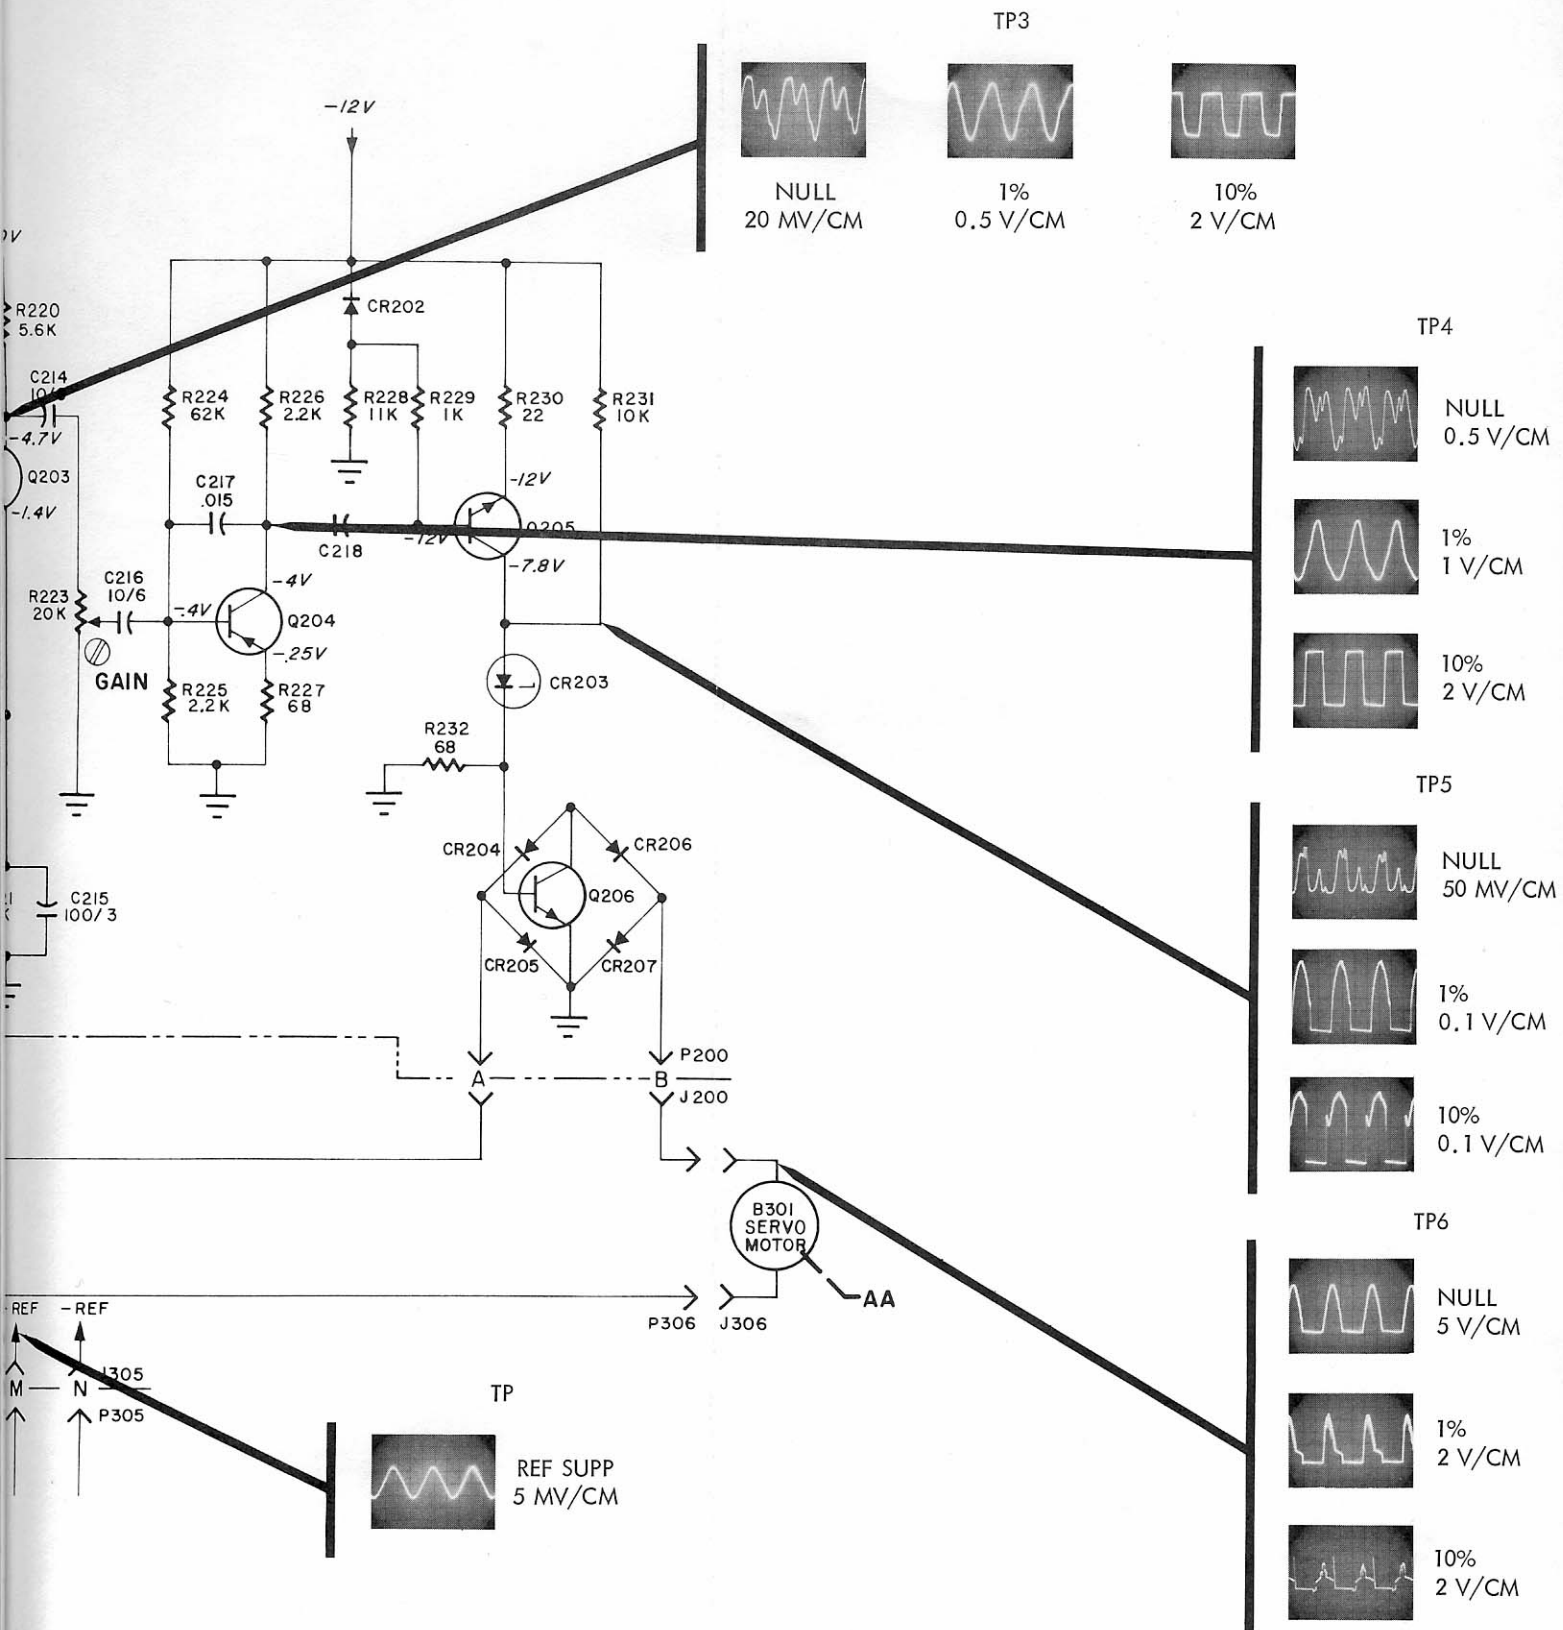 TP3
-12V
NULL
20 MV/CM
1%
0.5 V/CM
10%
2 V/CM
R220
5.6K
CR202
TP4
C214
-4.7V
Q203
-1.4V
R224
62K
R226
2.2K
R228
11K
R229
1K
R230
22
R231
10K
NULL
0.5 V/CM
C217
.015
-12V
C218
-12V
Q205
-7.8V
1%
1 V/CM
C216
10/6
R223
20K
-.4V
-4V
Q204
-.25V
GAIN
R225
2.2K
R227
68
CR203
10%
2 V/CM
R232
68
TP5
CR204
CR206
Q206
CR205
CR207
NULL
50 MV/CM
C215
100/3
1%
0.1 V/CM
P200
A
B
J200
10%
0.1 V/CM
B301
SERVO
MOTOR
AA
P306
J306
TP6
NULL
5 V/CM
REF
-REF
J305
M
N
P305
TP
REF SUPP
5 MV/CM
1%
2 V/CM
10%
2 V/CM